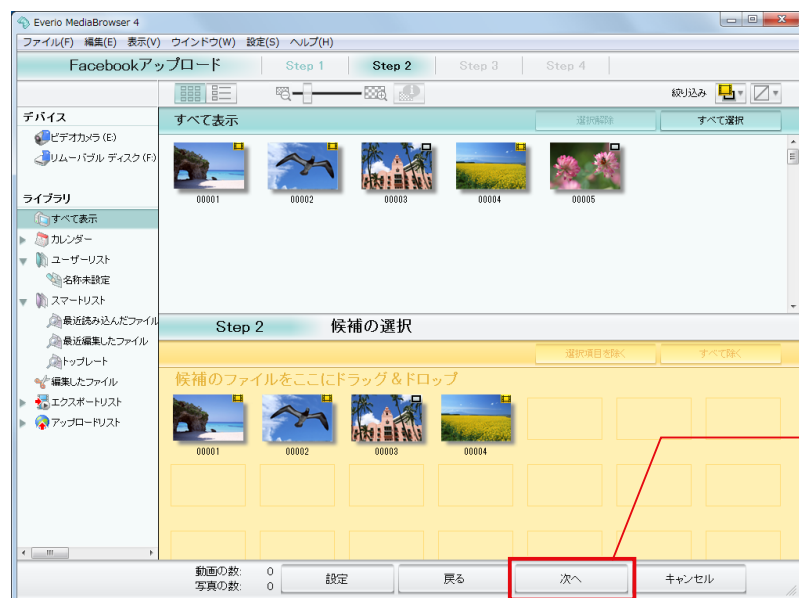 Everio MediaBrowser 4
ファイル(F) 編集(E) 表示(V) ウインドウ(W) 設定(S) ヘルプ(H)
Facebookアップロード Step 1 Step 2 Step 3 Step 4
絞り込み
デバイス
ビデオカメラ (E)
リムーバブル ディスク (F)
ライブラリ
すべて表示
カレンダー
ユーザーリスト
名称未設定
スマートリスト
最近読み込んだファイル
最近編集したファイル
トップレート
編集したファイル
エクスポートリスト
アップロードリスト
すべて表示 選択解除 すべて選択
00001 00002 00003 00004 00005
Step 2 候補の選択
選択項目を除く すべて除く
候補のファイルをここにドラッグ＆ドロップ
00001 00002 00003 00004
動画の数: 0
写真の数: 0
設定 戻る 次へ キャンセル